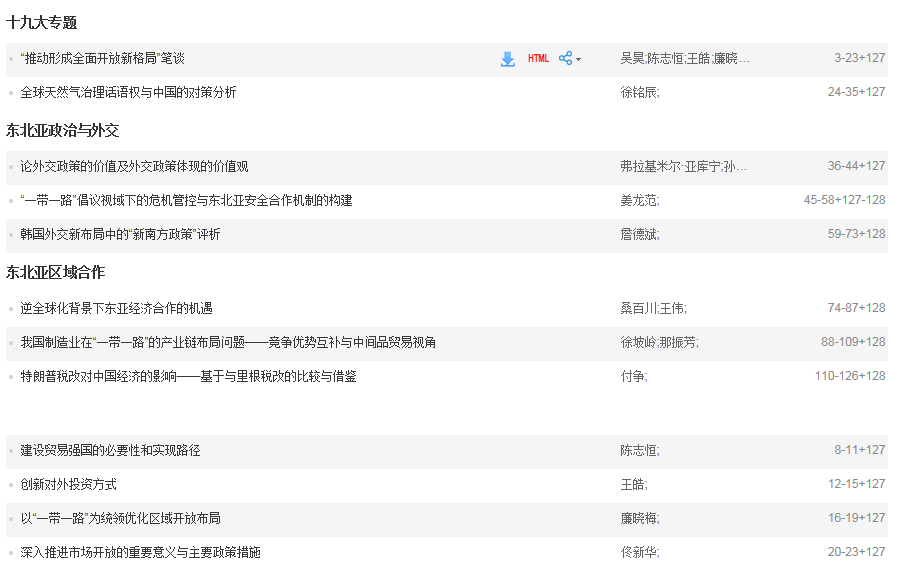 十九大专题
“推动形成全面开放新格局”笔谈 HTML 吴昊;陈志恒;王皓;廉晓… 3-23+127
全球天然气治理话语权与中国的对策分析 徐铭辰; 24-35+127
东北亚政治与外交
论外交政策的价值及外交政策体现的价值观 弗拉基米尔·亚库宁;孙… 36-44+127
“一带一路”倡议视域下的危机管控与东北亚安全合作机制的构建 姜龙范; 45-58+127-128
韩国外交新布局中的“新南方政策”评析 詹德斌; 59-73+128
东北亚区域合作
逆全球化背景下东亚经济合作的机遇 桑百川;王伟; 74-87+128
我国制造业在“一带一路”的产业链布局问题——竞争优势互补与中间品贸易视角 徐坡岭;那振芳; 88-109+128
特朗普税改对中国经济的影响——基于与里根税改的比较与借鉴 付争; 110-126+128
建设贸易强国的必要性和实现路径 陈志恒; 8-11+127
创新对外投资方式 王皓; 12-15+127
以“一带一路”为统领优化区域开放布局 廉晓梅; 16-19+127
深入推进市场开放的重要意义与主要政策措施 佟新华; 20-23+127